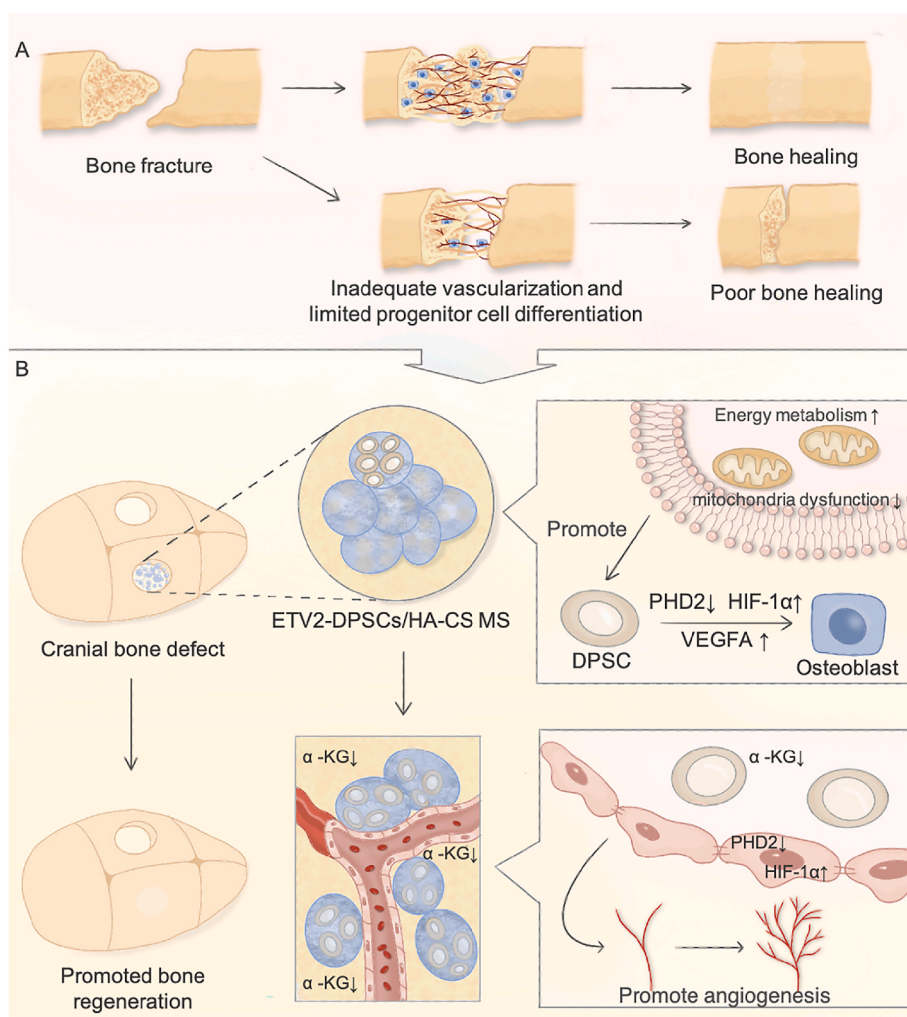 A
Bone fracture
Bone healing
Inadequate vascularization and
limited progenitor cell differentiation
Poor bone healing
B
Cranial bone defect
Promoted bone
regeneration
ETV2-DPSCs/HA-CS MS
Energy metabolism ↑
mitochondria dysfunction ↓
Promote
DPSC
PHD2↓ HIF-1α↑
VEGFA ↑
Osteoblast
α -KG↓
α -KG↓
α -KG↓
α -KG↓
PHD2↓
HIF-1α↑
Promote angiogenesis